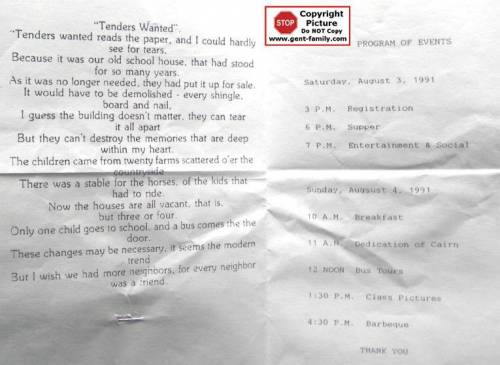 "Tenders Wanted".
"Tenders wanted reads the paper, and I could hardly
see for tears,
Because it was our old school house, that had stood
for so many years.
As it was no longer needed, they had put it up for sale.
It would have to be demolished - every shingle,
board and nail,
I guess the building doesn't matter, they can tear
it all apart
But they can't destroy the memories that are deep
within my heart.
The children came from twenty farms scattered o'er the
countryside
There was a stable for the horses, of the kids that
had to ride.
Now the houses are all vacant, that is,
but three or four.
Only one child goes to school, and a bus comes the the
door.
These changes may be necessary, it seems the modern
trend
But I wish we had more neighbors, for every neighbor
was a friend.
STOP
Copyright
Picture
Do NOT Copy
www.gent-family.com
PROGRAM OF EVENTS
Saturday, August 3, 1991
3 P.M. Registration
6 P.M. Supper
7 P.M. Entertainment & Social
Sunday, Augsust 4, 1991
10 A.M. Breakfast
11 A.M. Dedication of Cairn
12 NOON Bus Tours
1:30 P.M. Class Pictures
4:30 P.M. Barbeque
THANK YOU